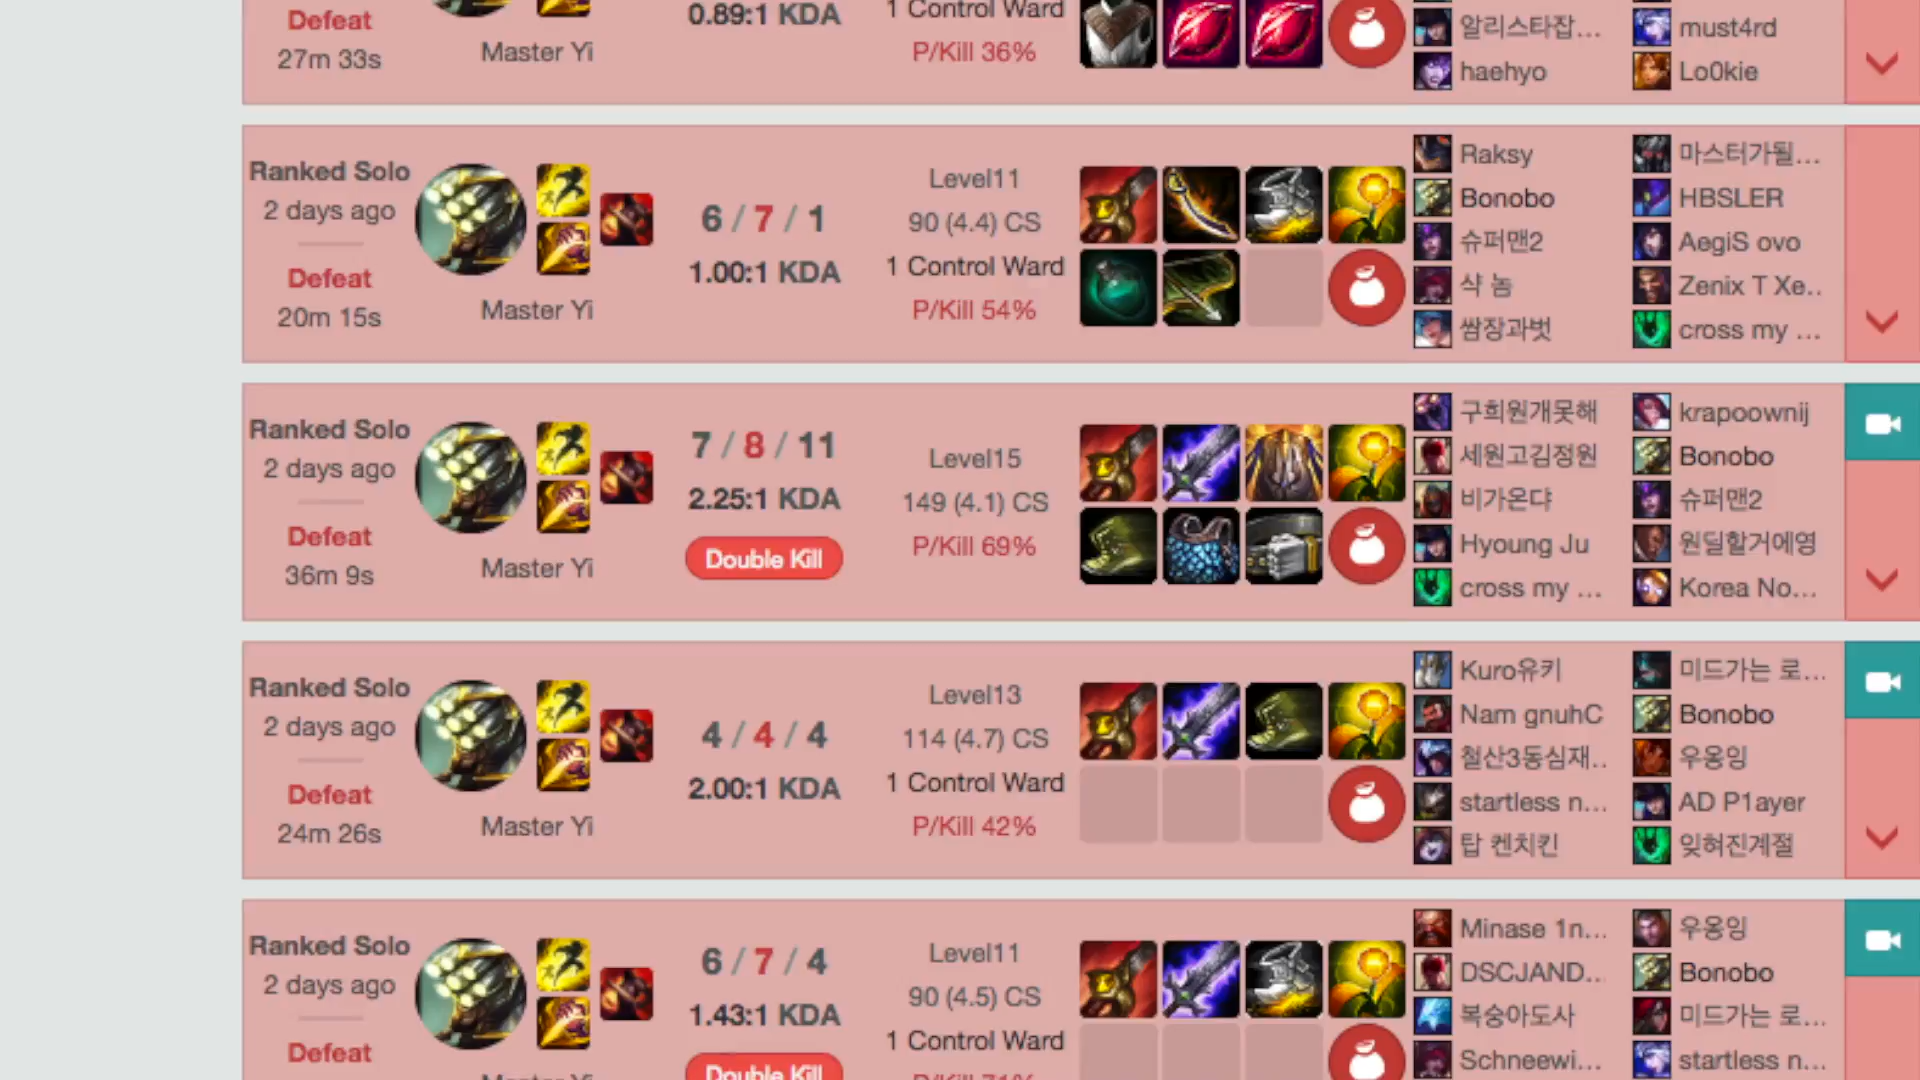 Defeat
27m 33s
Master Yi
0.89:1 KDA
1 Control Ward
P/Kill 36%
알리스타잡...
haehyo
must4rd
Lo0kie
Ranked Solo
2 days ago
Defeat
20m 15s
Master Yi
6 / 7 / 1
1.00:1 KDA
Level11
90 (4.4) CS
1 Control Ward
P/Kill 54%
Raksy
Bonobo
슈퍼맨2
샥 놈
쌈장과벗
마스터가될...
HBSLER
AegiS ovo
Zenix T Xe..
cross my ...
Ranked Solo
2 days ago
Defeat
36m 9s
Master Yi
7 / 8 / 11
2.25:1 KDA
Double Kill
Level15
149 (4.1) CS
P/Kill 69%
구희원개못해
세원고김정원
비가온댜
Hyoung Ju
cross my ...
krapoownij
Bonobo
슈퍼맨2
원딜할거에영
Korea No...
Ranked Solo
2 days ago
Defeat
24m 26s
Master Yi
4 / 4 / 4
2.00:1 KDA
Level13
114 (4.7) CS
1 Control Ward
P/Kill 42%
Kuro유키
Nam gnuhC
철산3동심재..
startless n...
탑 켄치킨
미드가는 로...
Bonobo
우옹잉
AD P1ayer
잊혀진계절
Ranked Solo
2 days ago
Defeat
Master Yi
6 / 7 / 4
1.43:1 KDA
Double Kill
Level11
90 (4.5) CS
1 Control Ward
P/Kill 71%
Minase 1n...
DSCJAND..
복숭아도사
Schneewi...
우옹잉
Bonobo
미드가는 로...
startless n...